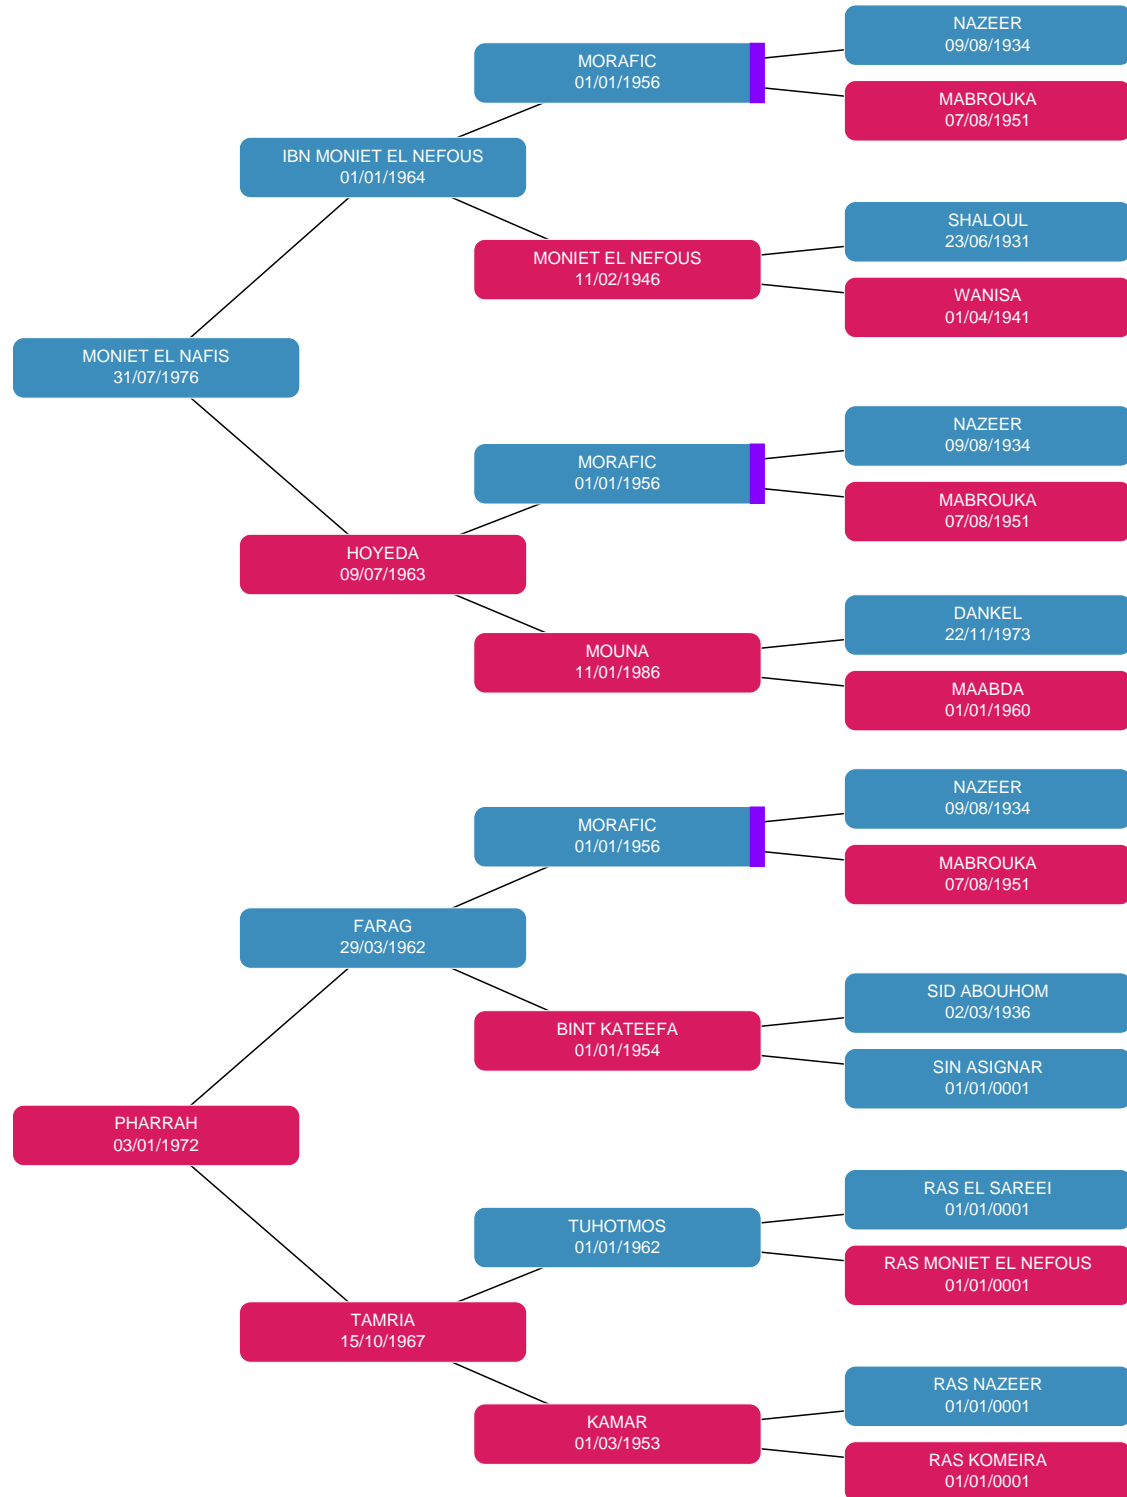 NAZEER
09/08/1934
MORAFIC
01/01/1956
MABROUKA
07/08/1951
IBN MONIET EL NEFOUS
01/01/1964
SHALOUL
23/06/1931
MONIET EL NEFOUS
11/02/1946
WANISA
01/04/1941
MONIET EL NAFIS
31/07/1976
NAZEER
09/08/1934
MORAFIC
01/01/1956
MABROUKA
07/08/1951
HOYEDA
09/07/1963
DANKEL
22/11/1973
MOUNA
11/01/1986
MAABDA
01/01/1960
NAZEER
09/08/1934
MORAFIC
01/01/1956
MABROUKA
07/08/1951
FARAG
29/03/1962
SID ABOUHOM
02/03/1936
BINT KATEEFA
01/01/1954
SIN ASIGNAR
01/01/0001
PHARRAH
03/01/1972
RAS EL SAREEI
01/01/0001
TUHOTMOS
01/01/1962
RAS MONIET EL NEFOUS
01/01/0001
TAMRIA
15/10/1967
RAS NAZEER
01/01/0001
KAMAR
01/03/1953
RAS KOMEIRA
01/01/0001